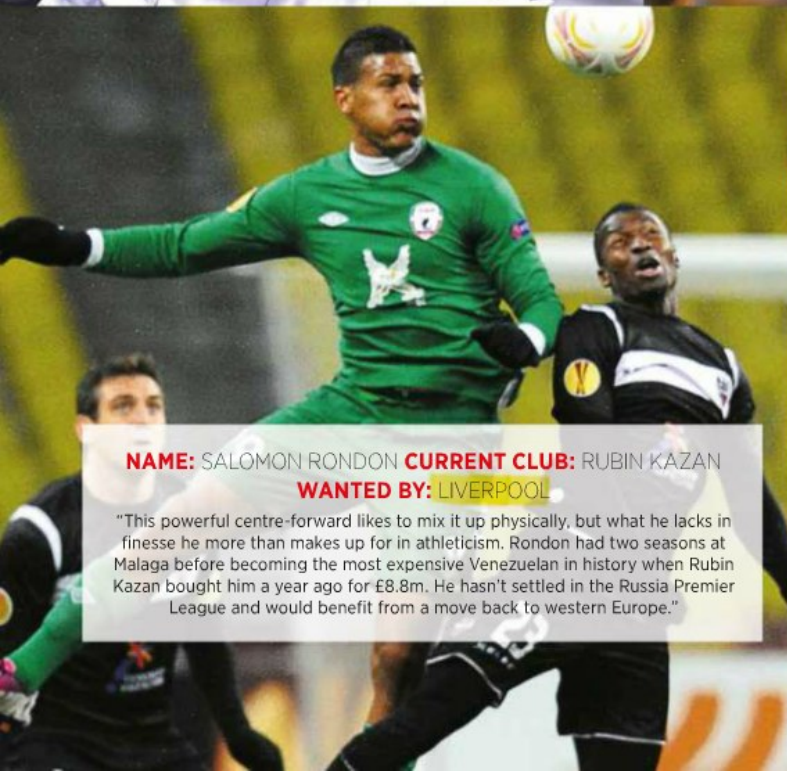 NAME: SALOMON RONDON CURRENT CLUB: RUBIN KAZAN
WANTED BY: LIVERPOOL
"This powerful centre-forward likes to mix it up physically, but what he lacks in
finesse he more than makes up for in athleticism. Rondon had two seasons at
Malaga before becoming the most expensive Venezuelan in history when Rubin
Kazan bought him a year ago for £8.8m. He hasn't settled in the Russia Premier
League and would benefit from a move back to western Europe."
23